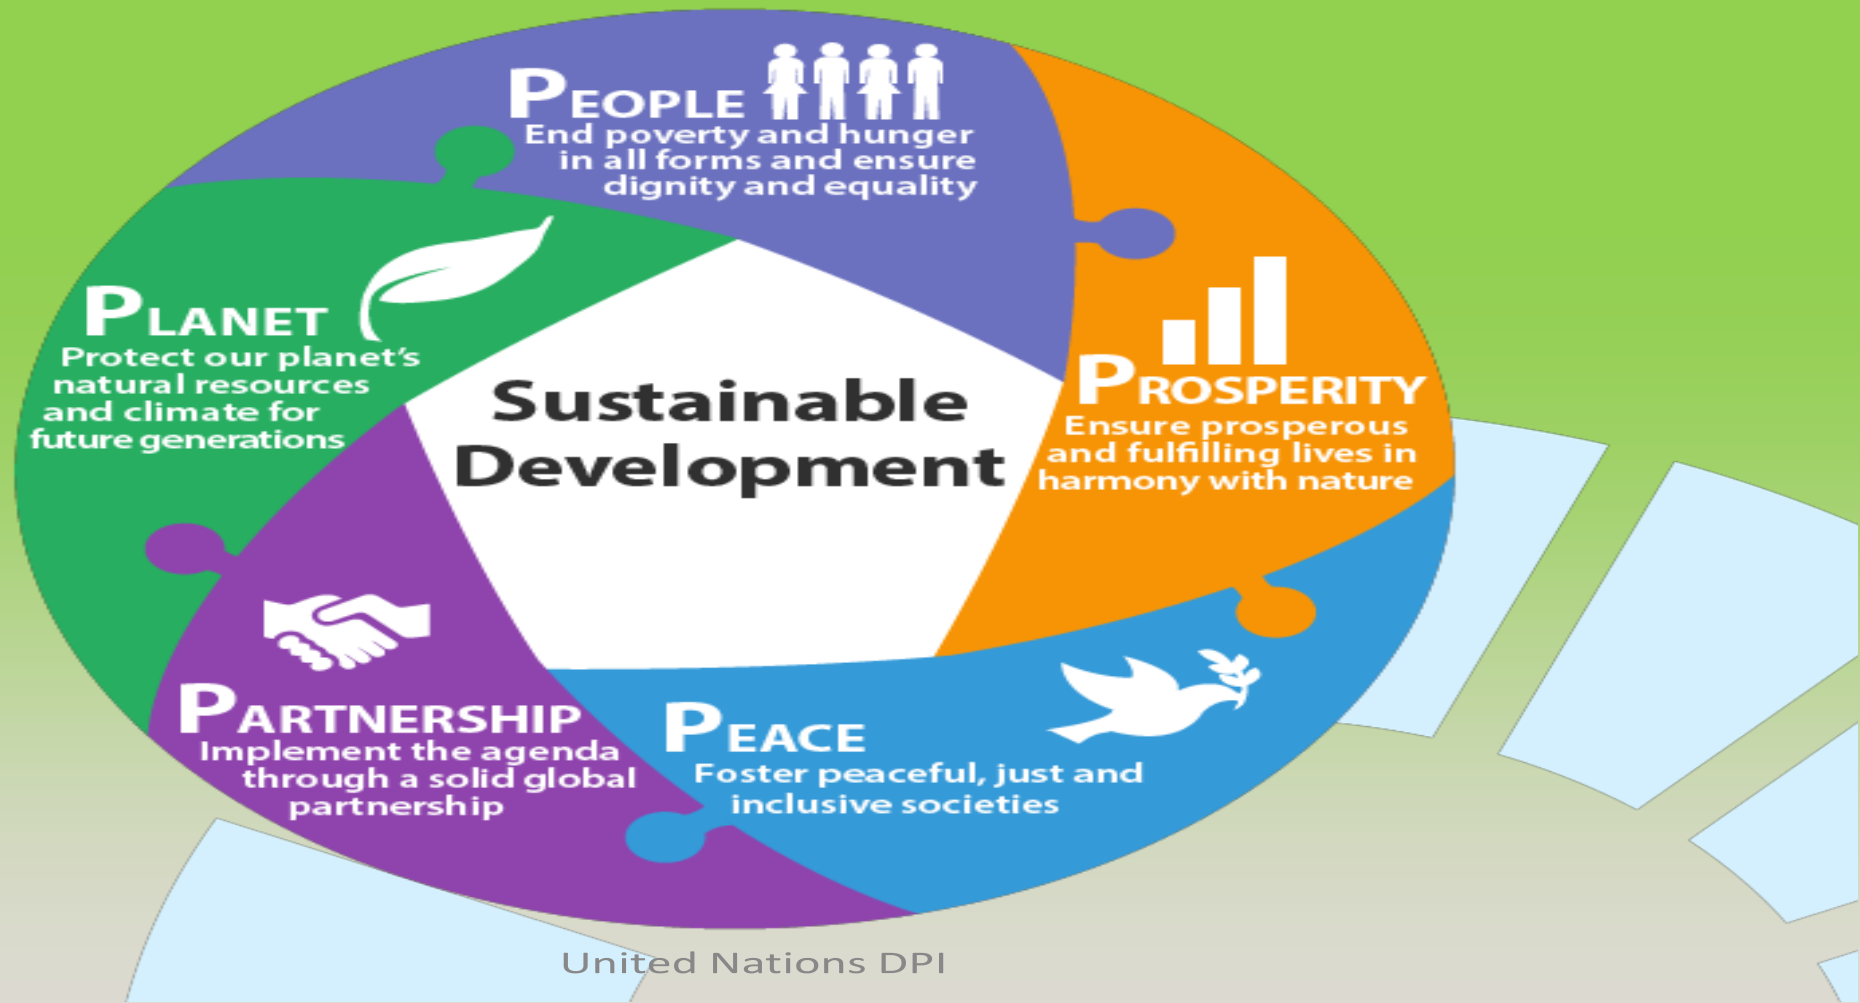 PEOPLE
End poverty and hunger
in all forms and ensure
dignity and equality
PLANET
Protect our planet’s
natural resources
and climate for
future generations
PROSPERITY
Ensure prosperous
and fulfilling lives in
harmony with nature
Sustainable
Development
PARTNERSHIP
Implement the agenda
through a solid global
partnership
PEACE
Foster peaceful, just and
inclusive societies
United Nations DPI